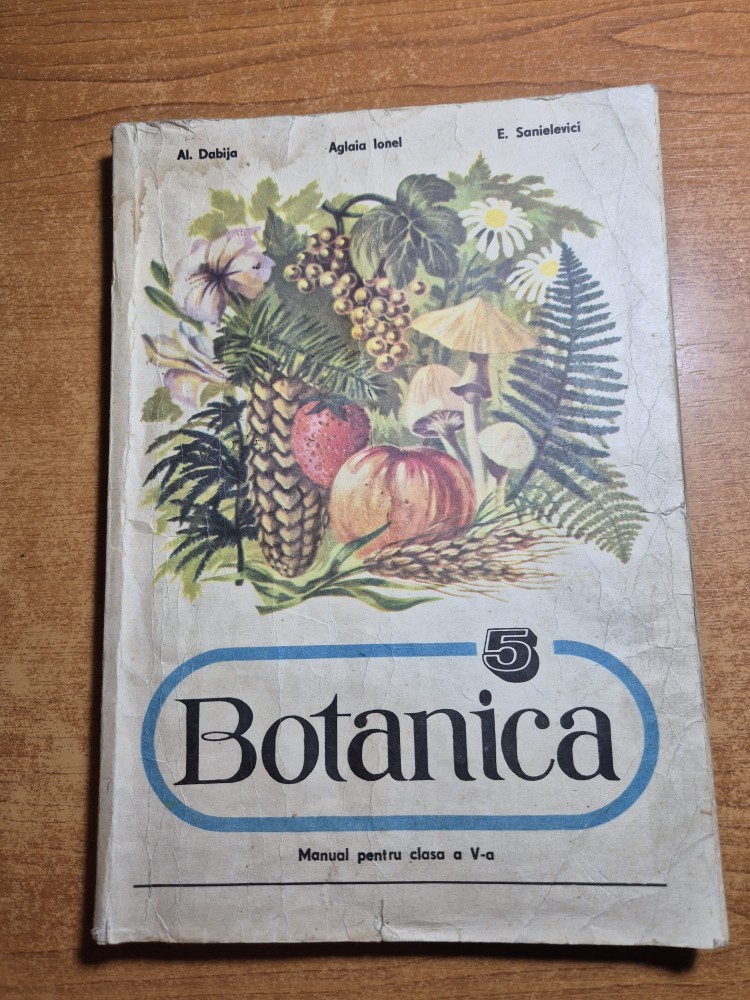 Al. Dabija
Aglaia Ionel
E. Sanielevici
5
Botanica
Manual pentru clasa a V-a